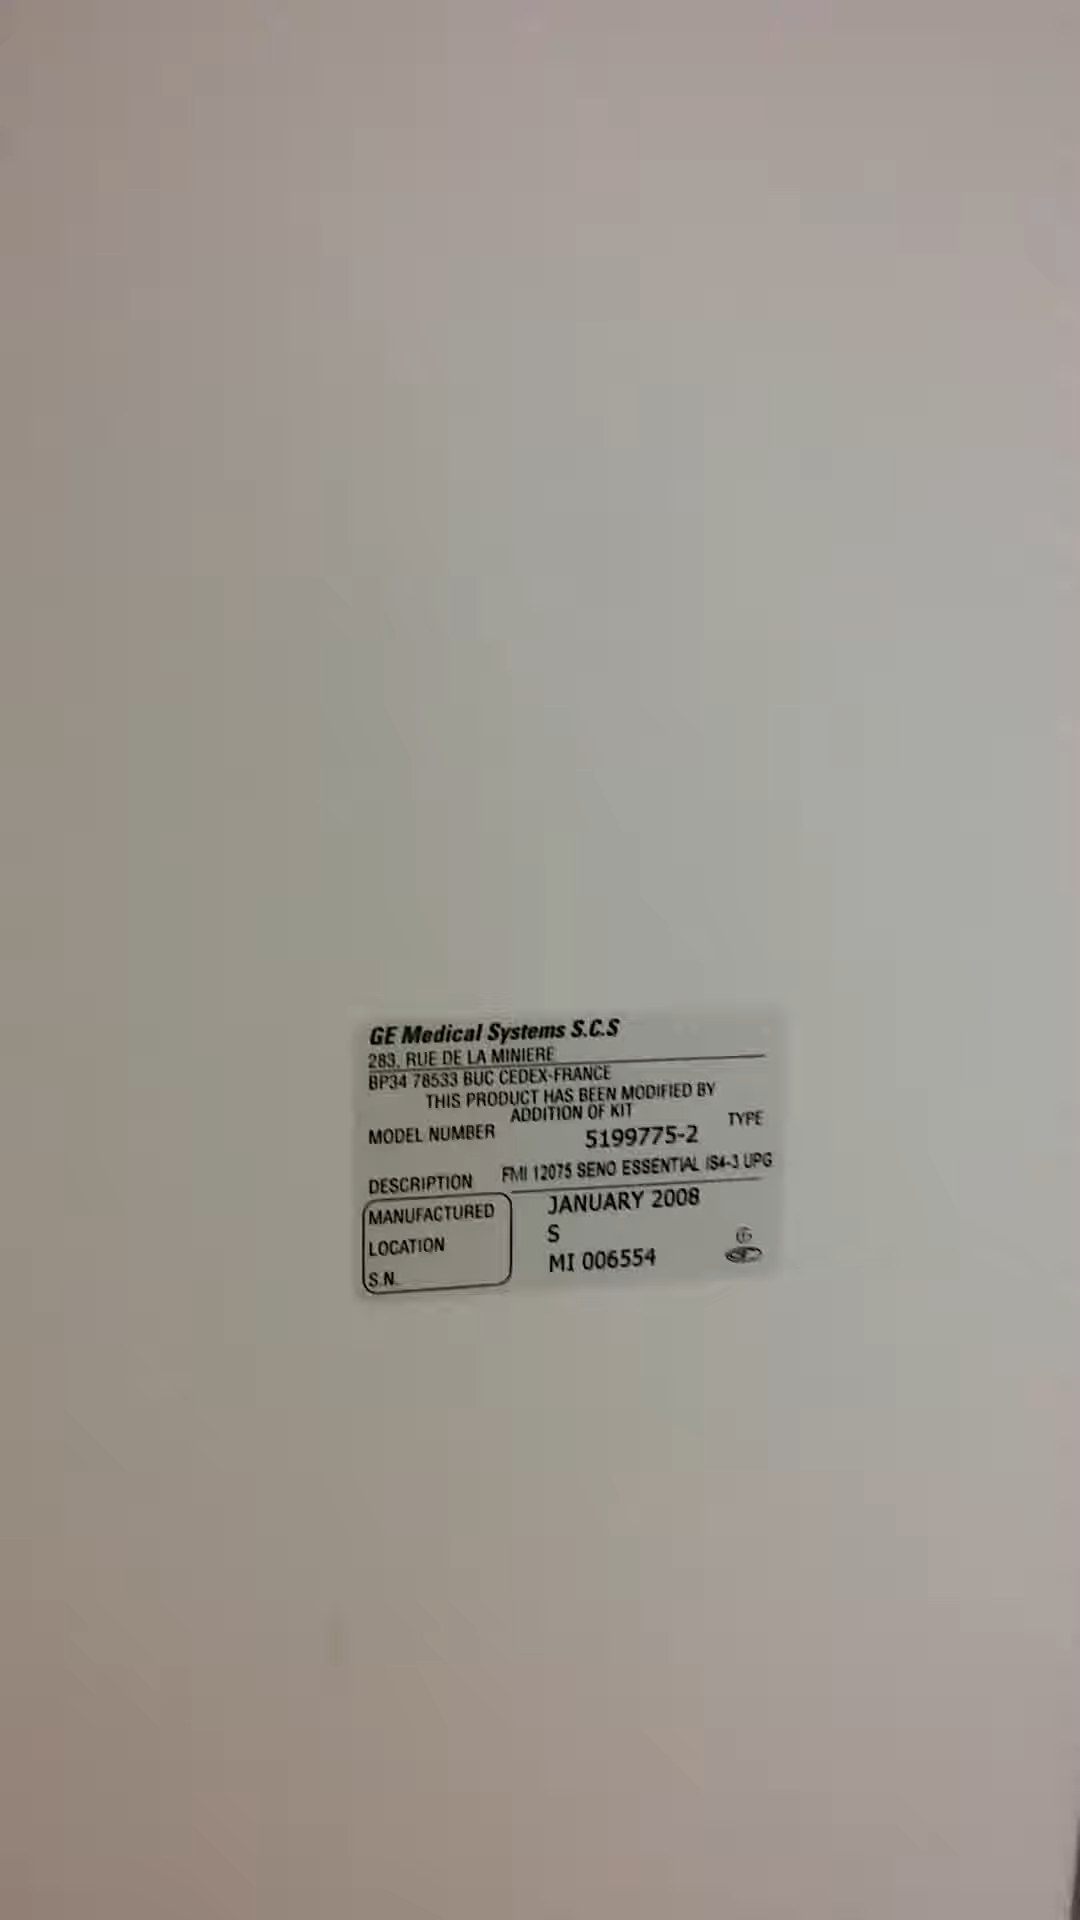 GE Medical Systems S.C.S
283, RUE DE LA MINIERE
BP34 78533 BUC CEDEX-FRANCE
THIS PRODUCT HAS BEEN MODIFIED BY
ADDITION OF KIT
MODEL NUMBER 5199775-2 TYPE
DESCRIPTION FMI 12075 SENO ESSENTIAL IS4-3 UPG
MANUFACTURED JANUARY 2008
LOCATION S
S.N. MI 006554